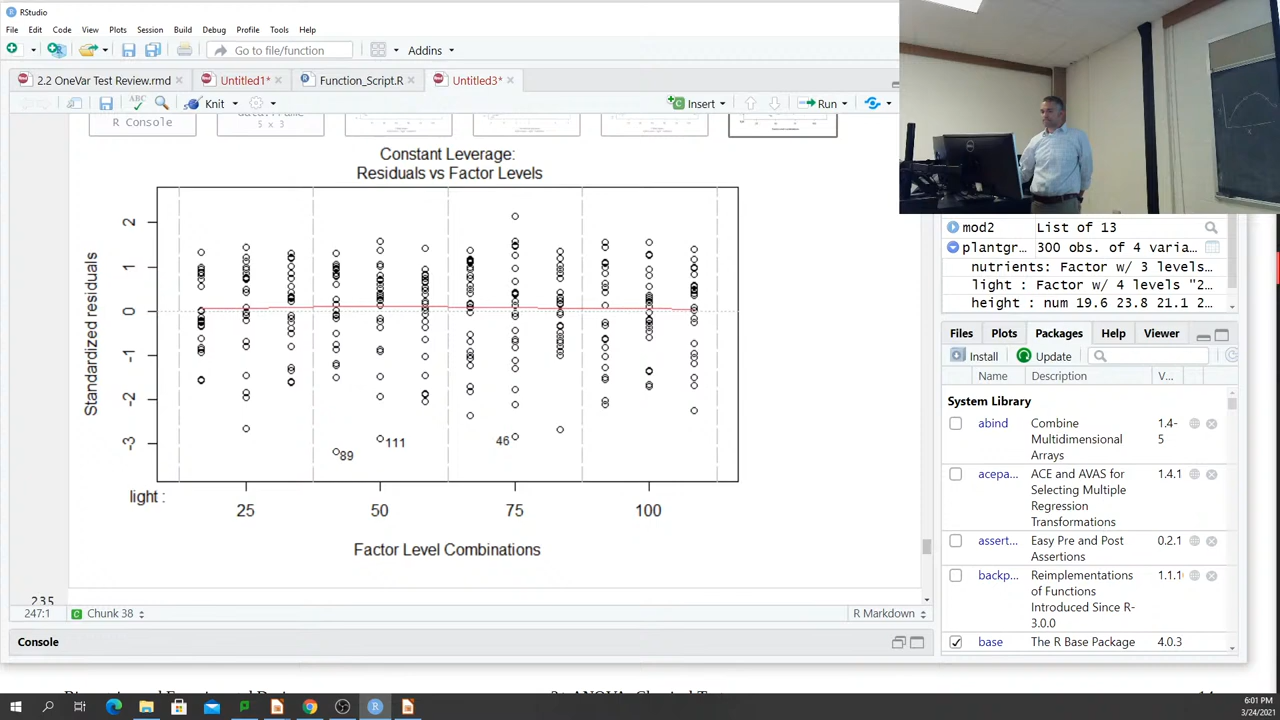 RStudio
File Edit Code View Plots Session Build Debug Profile Tools Help
Go to file/function Addins
2.2 OneVar Test Review.rmd Untitled1* Function_Script.R Untitled3*
ABC Knit Insert Run
R Console data.frame
5 x 3
Constant Leverage:
Residuals vs Factor Levels
Standardized residuals
2
1
0
-1
-2
-3
89
111
46
light :
25 50 75 100
Factor Level Combinations
235
247:1 Chunk 38 R Markdown
Console
mod2 List of 13
plantgr... 300 obs. of 4 varia...
nutrients: Factor w/ 3 levels...
light : Factor w/ 4 levels "2...
height : num 19.6 23.8 21.1 2...
Files Plots Packages Help Viewer
Install Update
Name Description V...
System Library
abind Combine Multidimensional Arrays 1.4-5
acepa... ACE and AVAS for Selecting Multiple Regression Transformations 1.4.1
assert... Easy Pre and Post Assertions 0.2.1
backp... Reimplementations of Functions Introduced Since R-3.0.0 1.1.1
base The R Base Package 4.0.3
6:01 PM
3/24/2021